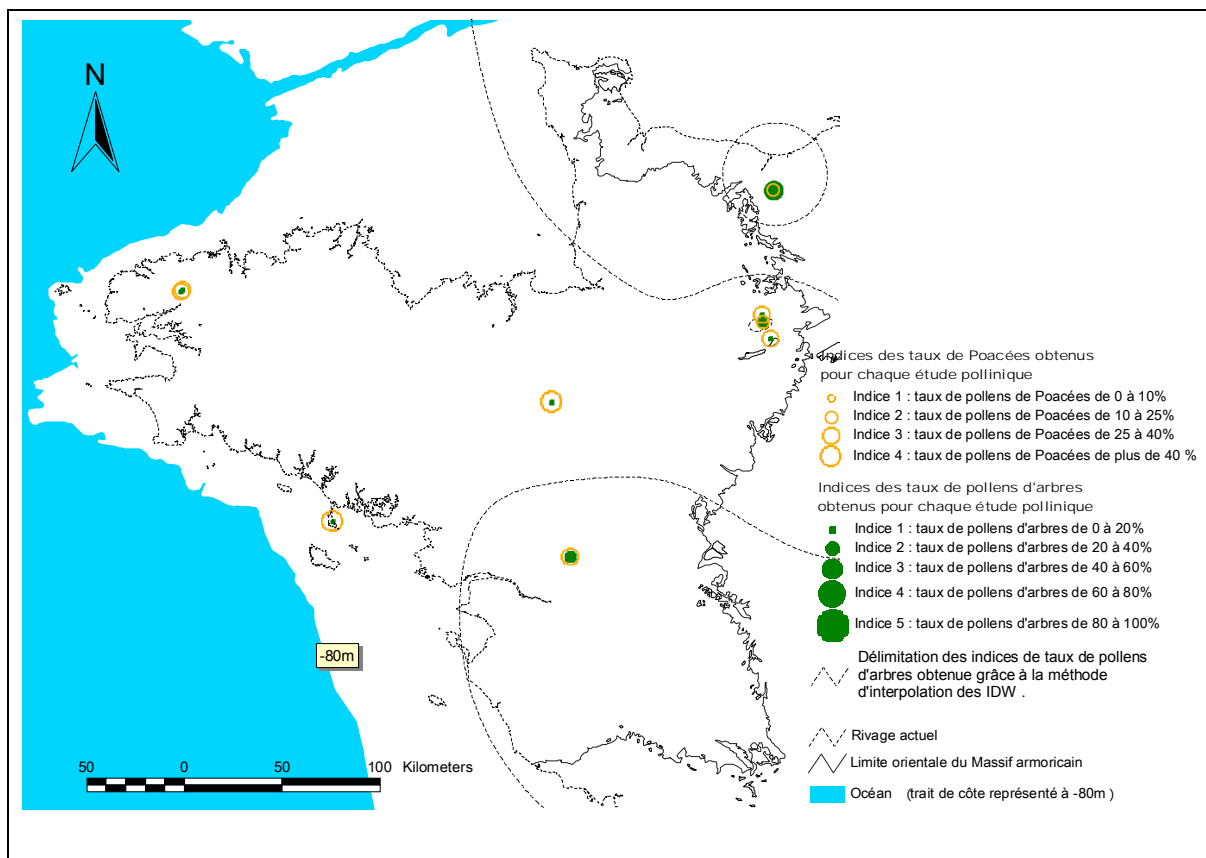 N
Indices des taux de Poacées obtenus
pour chaque étude pollinique
Indice 1 : taux de pollens de Poacées de 0 à 10%
Indice 2 : taux de pollens de Poacées de 10 à 25%
Indice 3 : taux de pollens de Poacées de 25 à 40%
Indice 4 : taux de pollens de Poacées de plus de 40 %
Indices des taux de pollens d'arbres
obtenus pour chaque étude pollinique
Indice 1 : taux de pollens d'arbres de 0 à 20%
Indice 2 : taux de pollens d'arbres de 20 à 40%
Indice 3 : taux de pollens d'arbres de 40 à 60%
Indice 4 : taux de pollens d'arbres de 60 à 80%
Indice 5 : taux de pollens d'arbres de 80 à 100%
Délimitation des indices de taux de pollens
d'arbres obtenue grâce à la méthode
d'interpolation des IDW .
Rivage actuel
Limite orientale du Massif armoricain
Océan (trait de côte représenté à -80m )
-80m
50 0 50 100 Kilometers